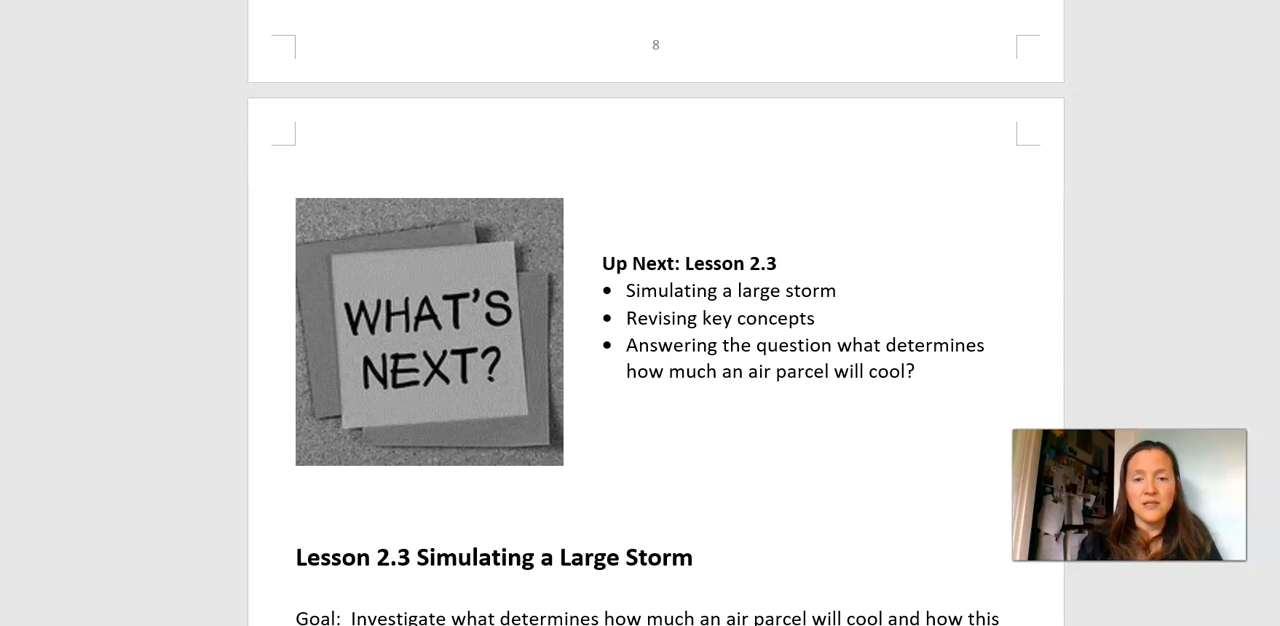 8
WHAT'S
NEXT?
Up Next: Lesson 2.3
• Simulating a large storm
• Revising key concepts
• Answering the question what determines
how much an air parcel will cool?
Lesson 2.3 Simulating a Large Storm
Goal: Investigate what determines how much an air parcel will cool and how this